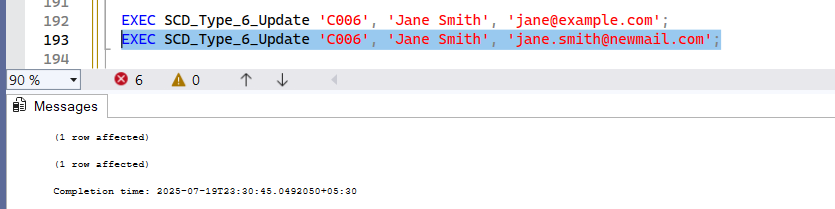 191
192 EXEC SCD_Type_6_Update 'C006', 'Jane Smith', 'jane@example.com';
193 EXEC SCD_Type_6_Update 'C006', 'Jane Smith', 'jane.smith@newmail.com';
194
90 % 6 0
Messages
(1 row affected)
(1 row affected)
Completion time: 2025-07-19T23:30:45.0492050+05:30